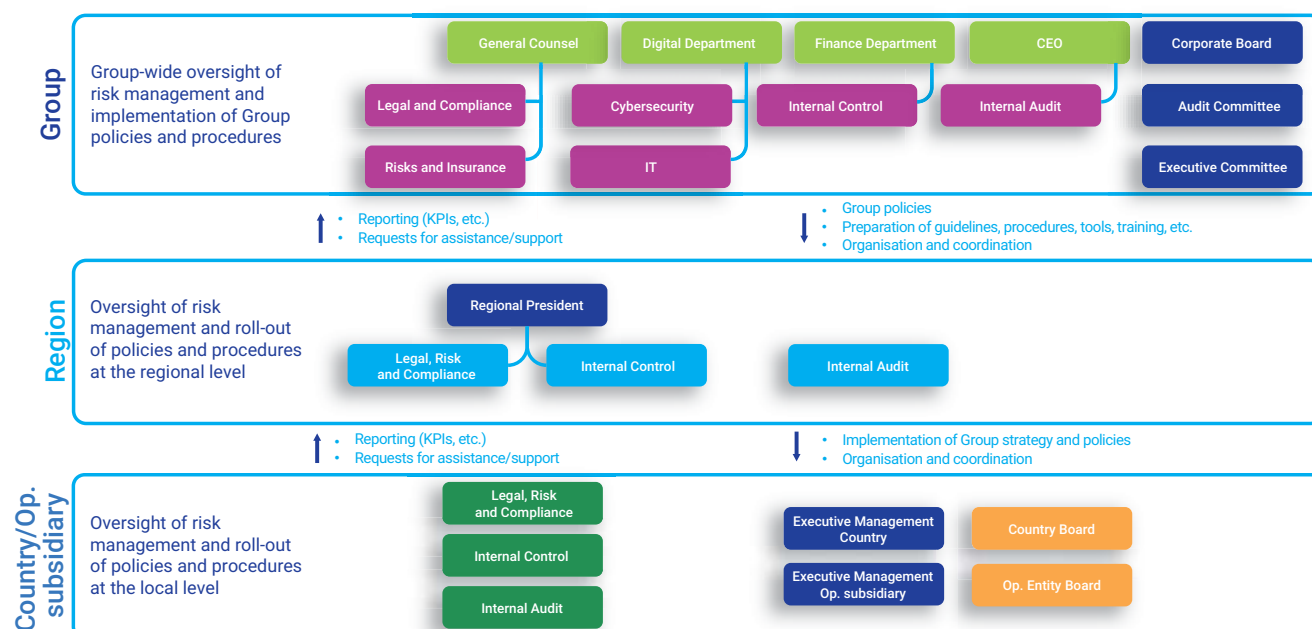 Group
Group-wide oversight of
risk management and
implementation of Group
policies and procedures
General Counsel
Digital Department
Finance Department
CEO
Corporate Board
Legal and Compliance
Cybersecurity
Internal Control
Internal Audit
Audit Committee
Risks and Insurance
IT
Executive Committee
• Reporting (KPIs, etc.)
• Requests for assistance/support
• Group policies
• Preparation of guidelines, procedures, tools, training, etc.
• Organisation and coordination
Region
Oversight of risk
management and roll-out
of policies and procedures
at the regional level
Regional President
Legal, Risk
and Compliance
Internal Control
Internal Audit
• Reporting (KPIs, etc.)
• Requests for assistance/support
• Implementation of Group strategy and policies
• Organisation and coordination
Country/Op.
subsidiary
Oversight of risk
management and roll-out
of policies and procedures
at the local level
Legal, Risk
and Compliance
Internal Control
Internal Audit
Executive Management
Country
Country Board
Executive Management
Op. subsidiary
Op. Entity Board